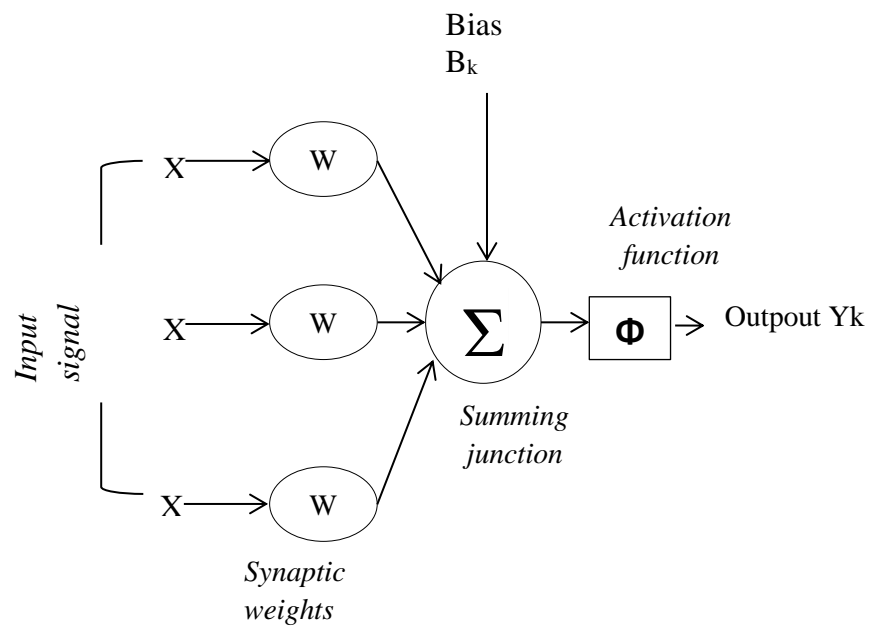 Bias
Bk
X
W
Activation
function
Input
signal
X
W
Σ
Φ
Outpout Yk
Summing
junction
X
W
Synaptic
weights